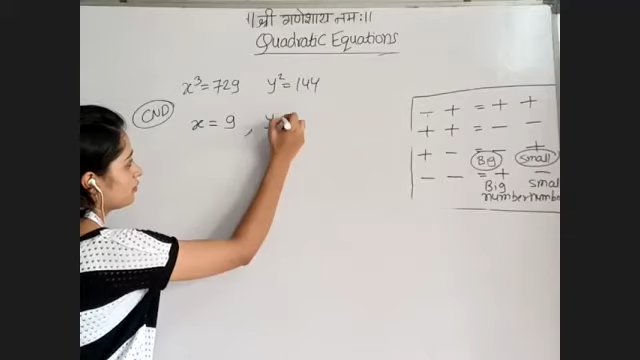 ||श्री गणेशाय नमः||
Quadratic Equations
x³=729 y²=144
CND
x=9, y
- + = + +
+ + = - -
+ - = - +
Big Small
- - = + -
Big Small
number number